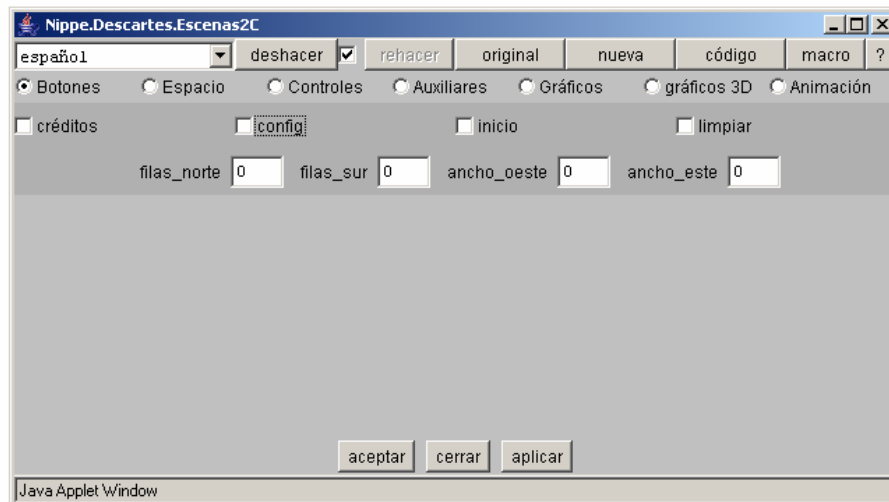 Nippe.Descartes.Escenas2C
español deshacer rehacer original nueva código macro ?
Botones Espacio Controles Auxiliares Gráficos gráficos 3D Animación
créditos config inicio limpiar
filas_norte 0 filas_sur 0 ancho_oeste 0 ancho_este 0
aceptar cerrar aplicar
Java Applet Window